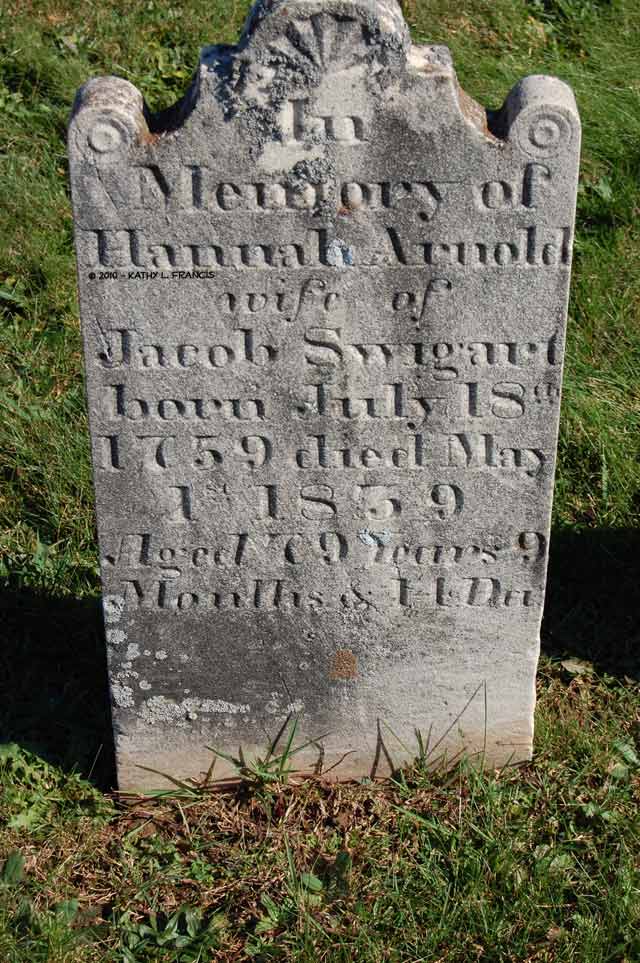 In
Memory of
Hannah Arnold
© 2010 - KATHY L. FRANCIS
wife of
Jacob Swigart
born July 18th
1759 died May
1st 1839
Aged 79 Years 9
Months & 14 Da